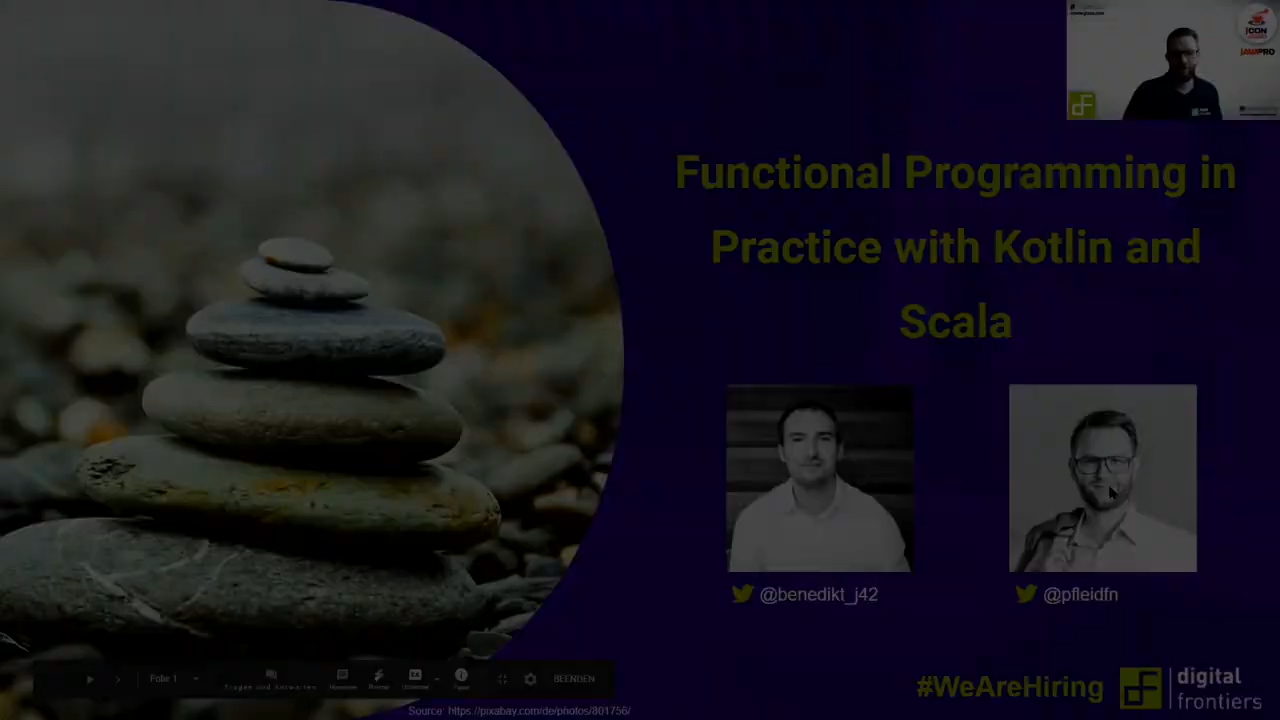 JCON
JAVAPRO
Functional Programming in
Practice with Kotlin and
Scala
@benedikt_j42
@pfleidfn
Folie 1
BEENDEN
#WeAreHiring
dF
digital
frontiers
Source: https://pixabay.com/de/photos/801756/